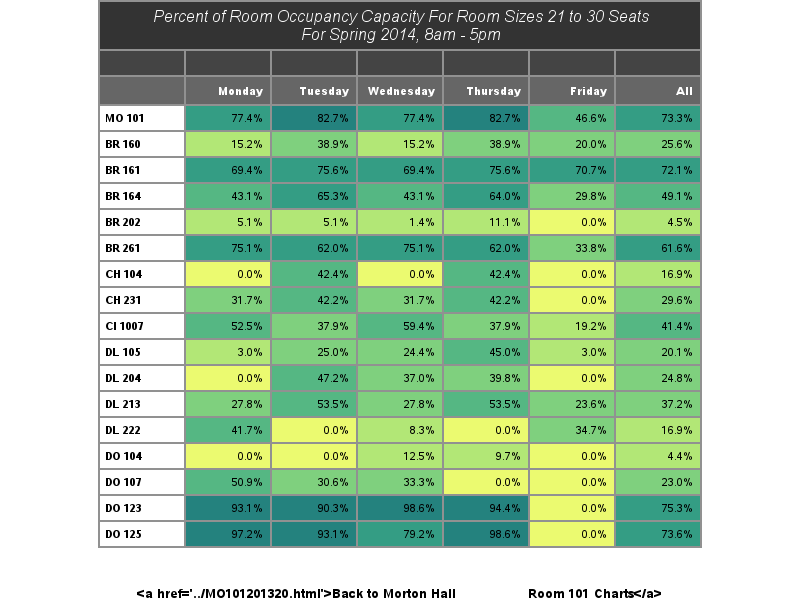 Percent of Room Occupancy Capacity For Room Sizes 21 to 30 Seats
For Spring 2014, 8am - 5pm
Monday Tuesday Wednesday Thursday Friday All
MO 101 77.4% 82.7% 77.4% 82.7% 46.6% 73.3%
BR 160 15.2% 38.9% 15.2% 38.9% 20.0% 25.6%
BR 161 69.4% 75.6% 69.4% 75.6% 70.7% 72.1%
BR 164 43.1% 65.3% 43.1% 64.0% 29.8% 49.1%
BR 202 5.1% 5.1% 1.4% 11.1% 0.0% 4.5%
BR 261 75.1% 62.0% 75.1% 62.0% 33.8% 61.6%
CH 104 0.0% 42.4% 0.0% 42.4% 0.0% 16.9%
CH 231 31.7% 42.2% 31.7% 42.2% 0.0% 29.6%
CI 1007 52.5% 37.9% 59.4% 37.9% 19.2% 41.4%
DL 105 3.0% 25.0% 24.4% 45.0% 3.0% 20.1%
DL 204 0.0% 47.2% 37.0% 39.8% 0.0% 24.8%
DL 213 27.8% 53.5% 27.8% 53.5% 23.6% 37.2%
DL 222 41.7% 0.0% 8.3% 0.0% 34.7% 16.9%
DO 104 0.0% 0.0% 12.5% 9.7% 0.0% 4.4%
DO 107 50.9% 30.6% 33.3% 0.0% 0.0% 23.0%
DO 123 93.1% 90.3% 98.6% 94.4% 0.0% 75.3%
DO 125 97.2% 93.1% 79.2% 98.6% 0.0% 73.6%
<a href='../MO101201320.html'>Back to Morton Hall Room 101 Charts</a>